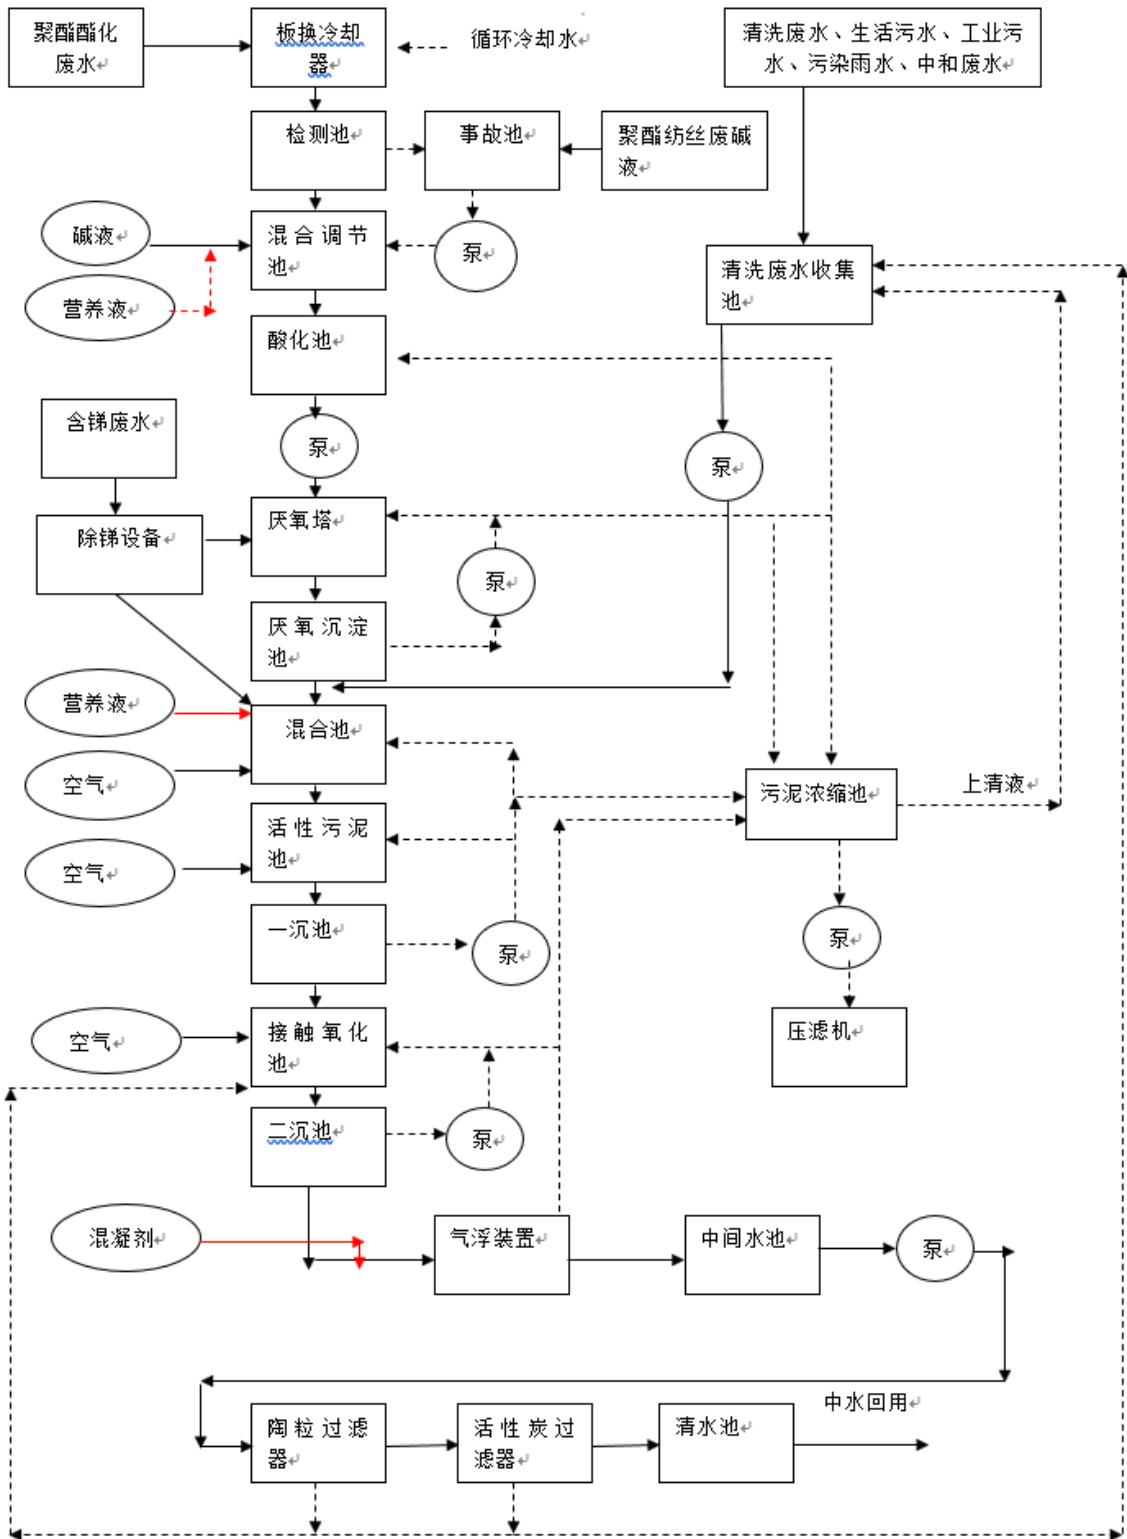 聚酯酯化
废水
板换冷却
器
循环冷却水
清洗废水、生活污水、工业污
水、污染雨水、中和废水
检测池
事故池
聚酯纺丝废碱
液
碱液
混合调节
池
泵
清洗废水收集
池
营养液
酸化池
含锑废水
泵
泵
厌氧塔
除锑设备
泵
厌氧沉淀
池
营养液
混合池
空气
污泥浓缩池
上清液
活性污泥
池
空气
一沉池
泵
泵
接触氧化
池
空气
压滤机
二沉池
泵
混凝剂
气浮装置
中间水池
泵
中水回用
陶粒过滤
器
活性炭过
滤器
清水池